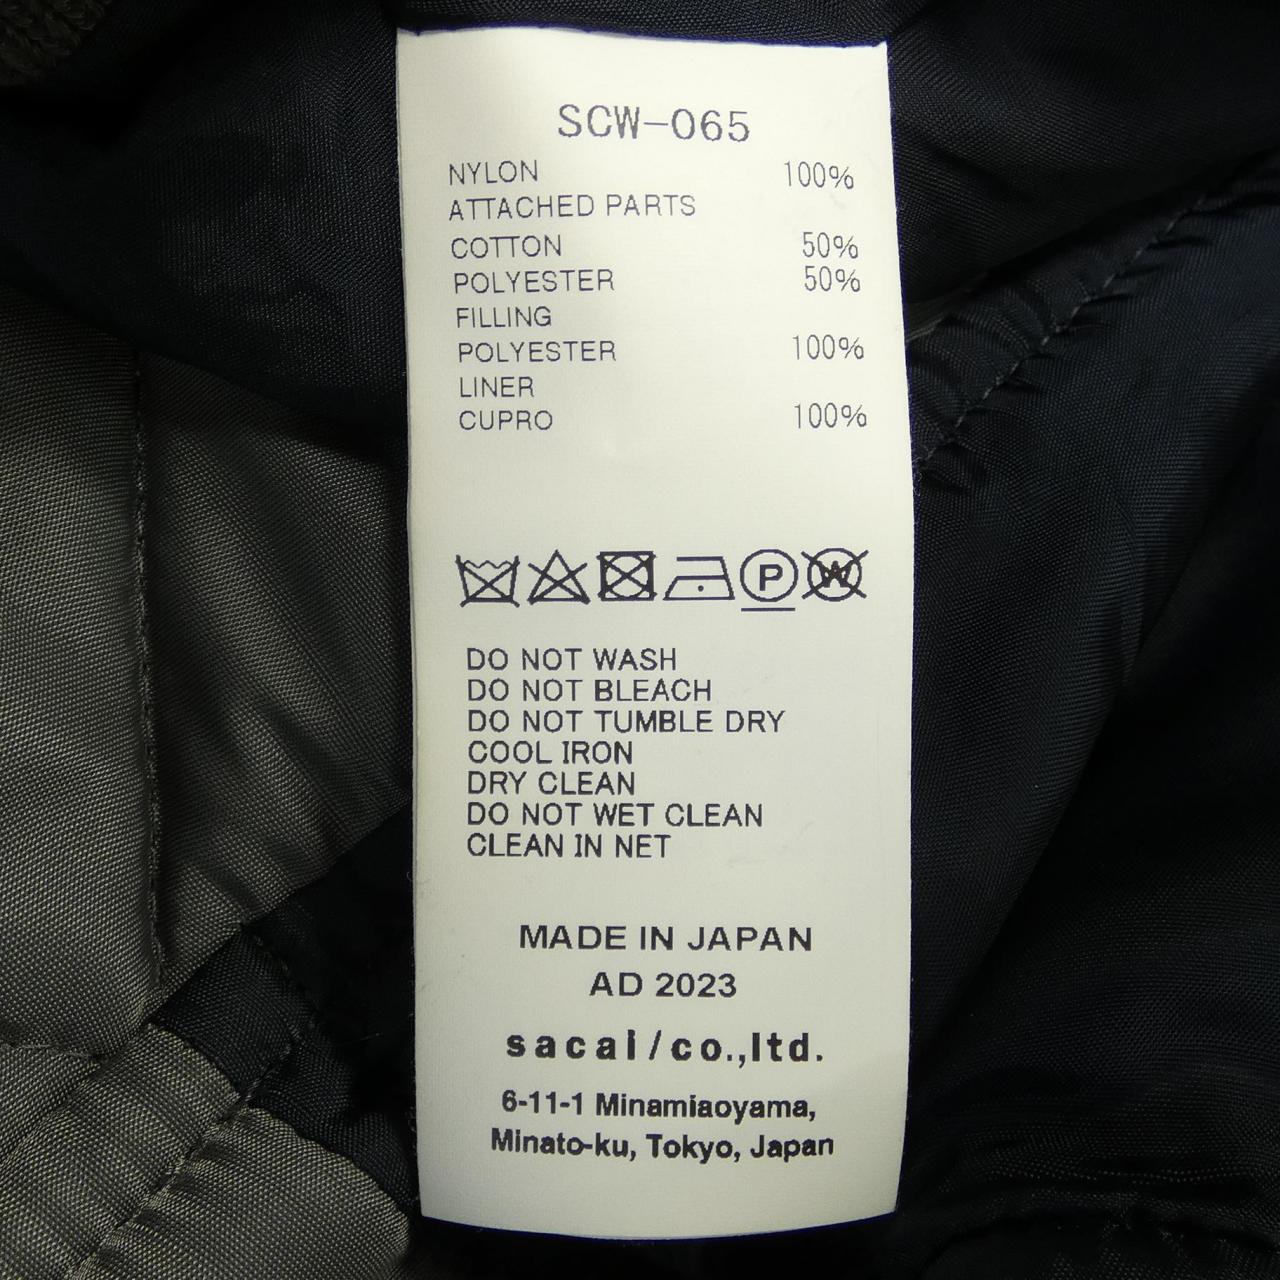 SCW-065
NYLON 100%
ATTACHED PARTS
COTTON 50%
POLYESTER 50%
FILLING
POLYESTER 100%
LINER
CUPRO 100%
P W
DO NOT WASH
DO NOT BLEACH
DO NOT TUMBLE DRY
COOL IRON
DRY CLEAN
DO NOT WET CLEAN
CLEAN IN NET
MADE IN JAPAN
AD 2023
sacai/co.,ltd.
6-11-1 Minamiaoyama,
Minato-ku, Tokyo, Japan